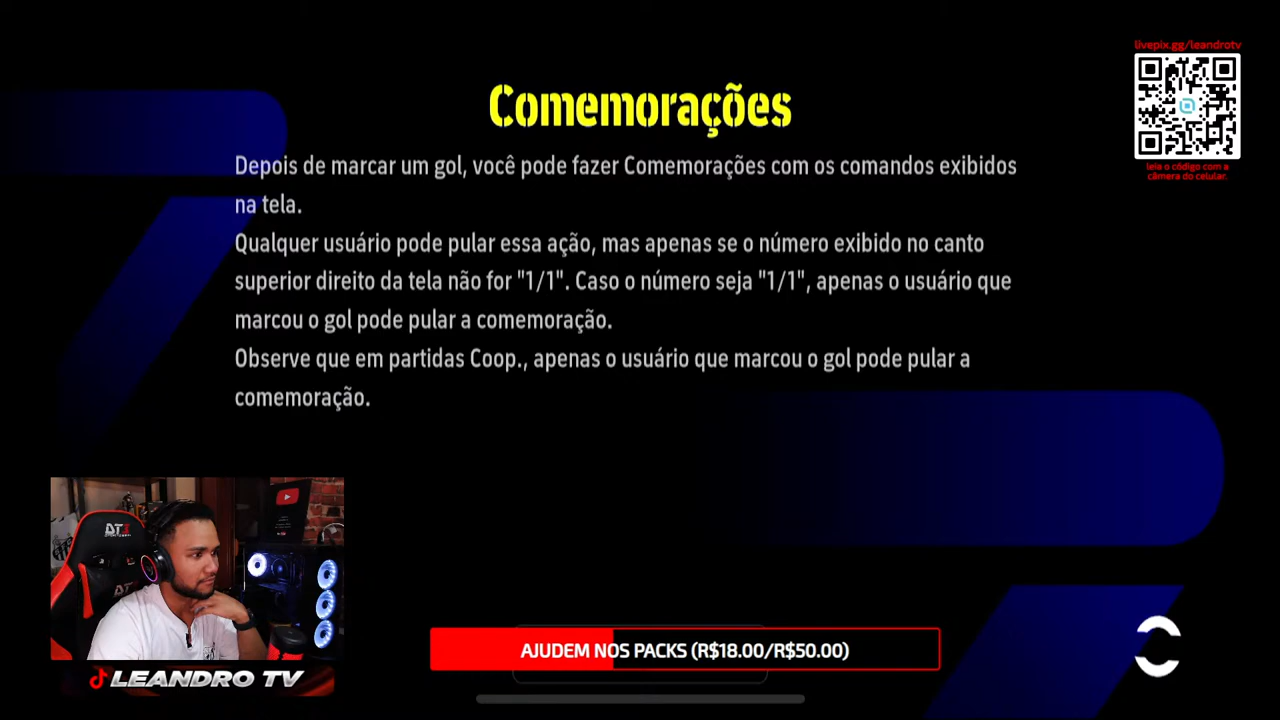 livepix.gg/leandrotv
leia o código com a
câmera do celular.
Comemorações
Depois de marcar um gol, você pode fazer Comemorações com os comandos exibidos
na tela.
Qualquer usuário pode pular essa ação, mas apenas se o número exibido no canto
superior direito da tela não for "1/1". Caso o número seja "1/1", apenas o usuário que
marcou o gol pode pular a comemoração.
Observe que em partidas Coop., apenas o usuário que marcou o gol pode pular a
comemoração.
DT3
LEANDRO TV
AJUDEM NOS PACKS (R$18.00/R$50.00)